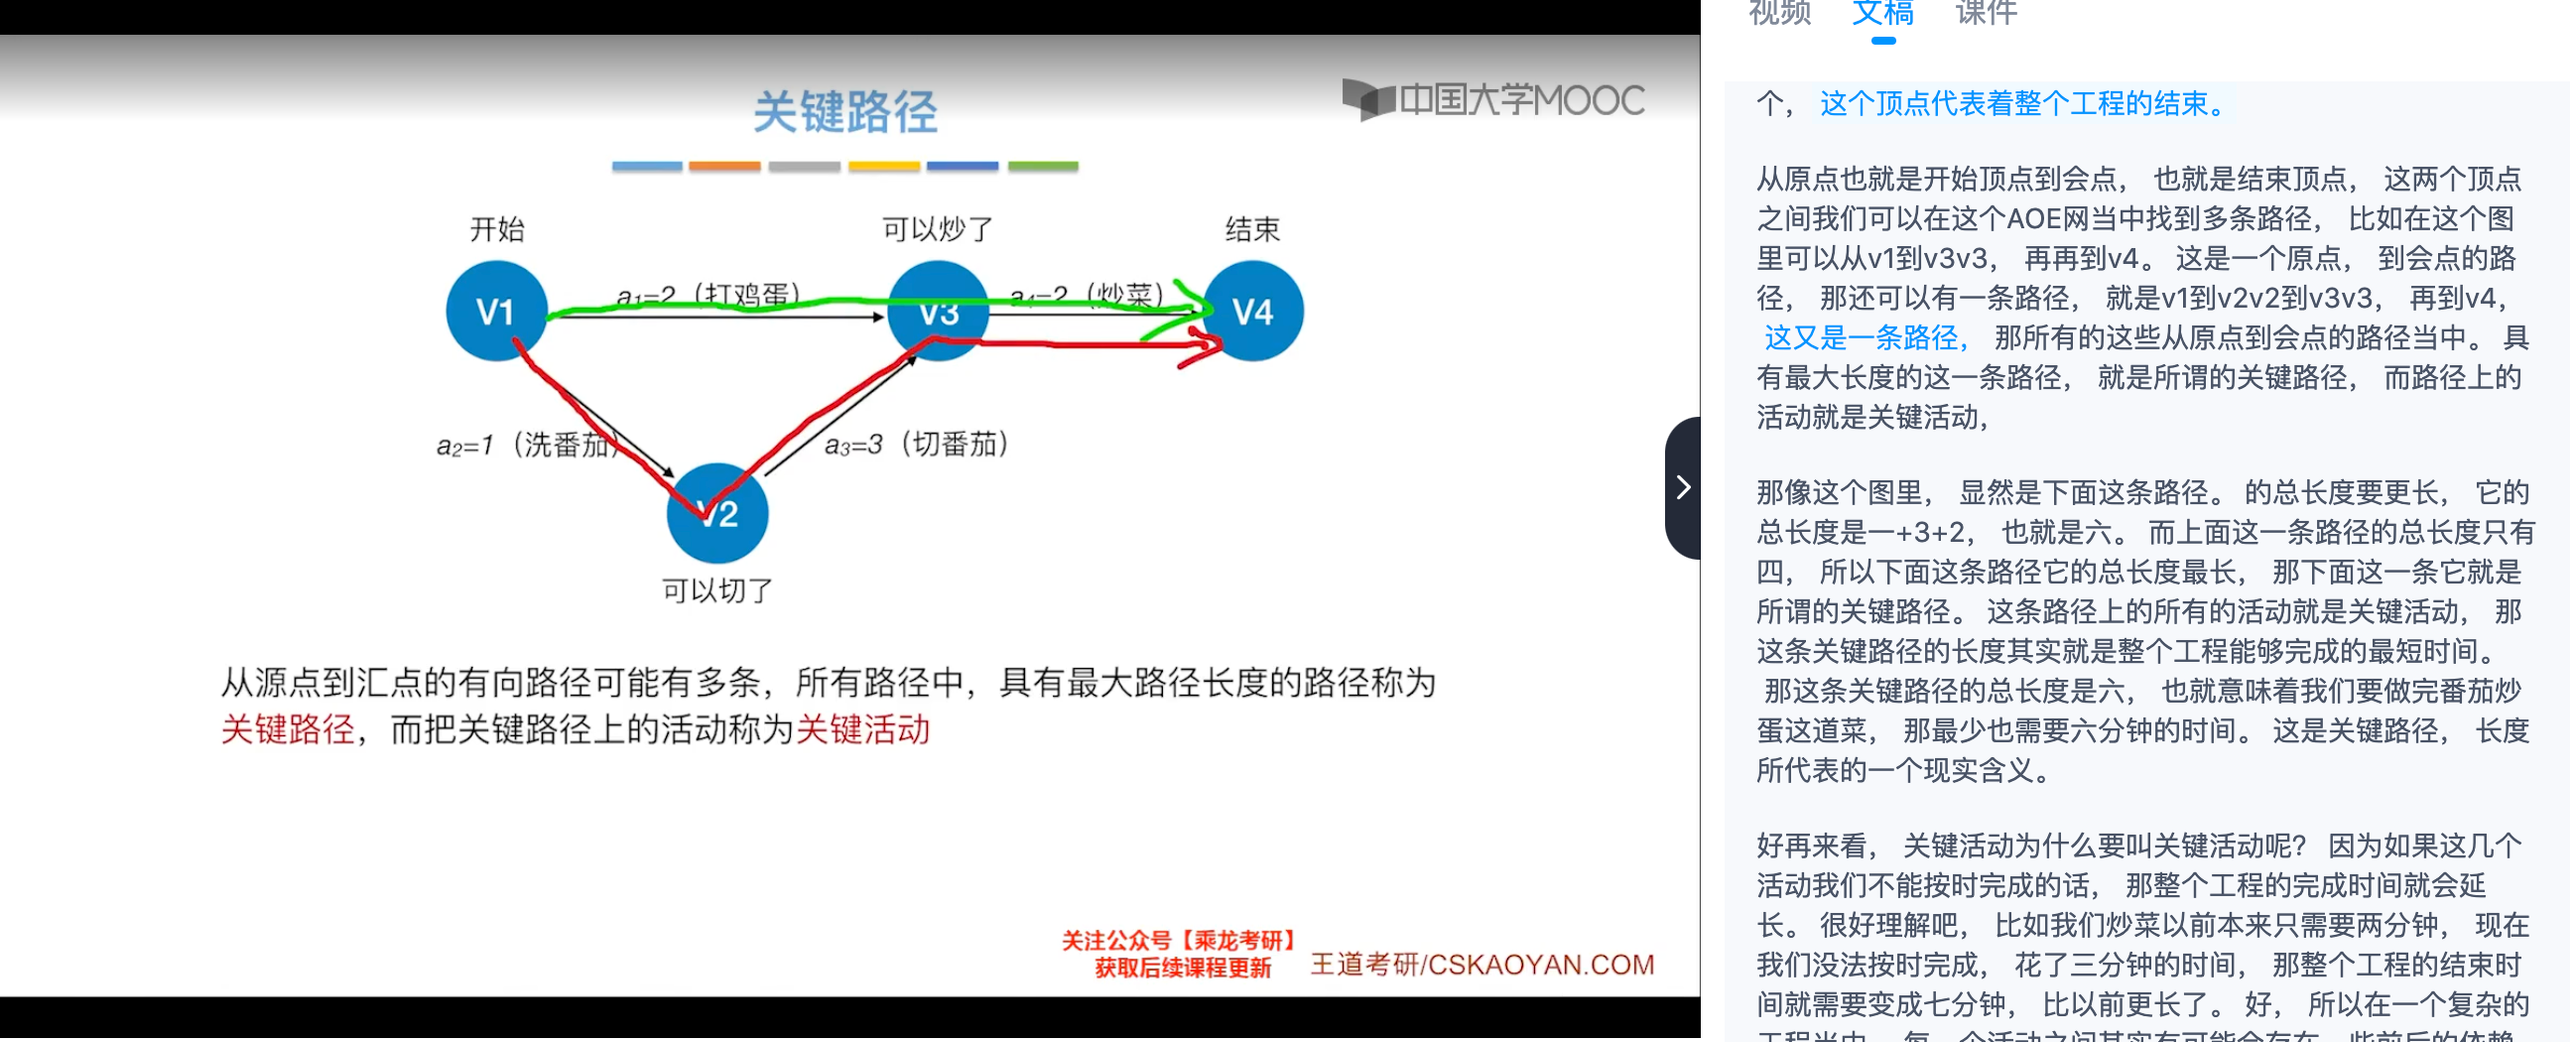 视频 文稿 课件
中国大学MOOC
关键路径
开始 可以炒了 结束
V1 a₁=2（打鸡蛋） V3 a₄=2（炒菜） V4
a₂=1（洗番茄） a₃=3（切番茄）
V2
可以切了
从源点到汇点的有向路径可能有多条，所有路径中，具有最大路径长度的路径称为
关键路径，而把关键路径上的活动称为关键活动
关注公众号【乘龙考研】
获取后续课程更新
王道考研/CSKAOYAN.COM
个， 这个顶点代表着整个工程的结束。
从原点也就是开始顶点到会点， 也就是结束顶点， 这两个顶点
之间我们可以在这个AOE网当中找到多条路径， 比如在这个图
里可以从v1到v3v3， 再再到v4。 这是一个原点， 到会点的路
径， 那还可以有一条路径， 就是v1到v2v2到v3v3， 再到v4，
这又是一条路径， 那所有的这些从原点到会点的路径当中。 具
有最大长度的这一条路径， 就是所谓的关键路径， 而路径上的
活动就是关键活动，
那像这个图里， 显然是下面这条路径。 的总长度要更长， 它的
总长度是一+3+2， 也就是六。 而上面这一条路径的总长度只有
四， 所以下面这条路径它的总长度最长， 那下面这一条它就是
所谓的关键路径。 这条路径上的所有的活动就是关键活动， 那
这条关键路径的长度其实就是整个工程能够完成的最短时间。
那这条关键路径的总长度是六， 也就意味着我们要做完番茄炒
蛋这道菜， 那最少也需要六分钟的时间。 这是关键路径， 长度
所代表的一个现实含义。
好再来看， 关键活动为什么要叫关键活动呢？ 因为如果这几个
活动我们不能按时完成的话， 那整个工程的完成时间就会延
长。 很好理解吧， 比如我们炒菜以前本来只需要两分钟， 现在
我们没法按时完成， 花了三分钟的时间， 那整个工程的结束时
间就需要变成七分钟， 比以前更长了。 好， 所以在一个复杂的
工程当中， 每一个活动之间其实有可能会存在一些前后的依赖